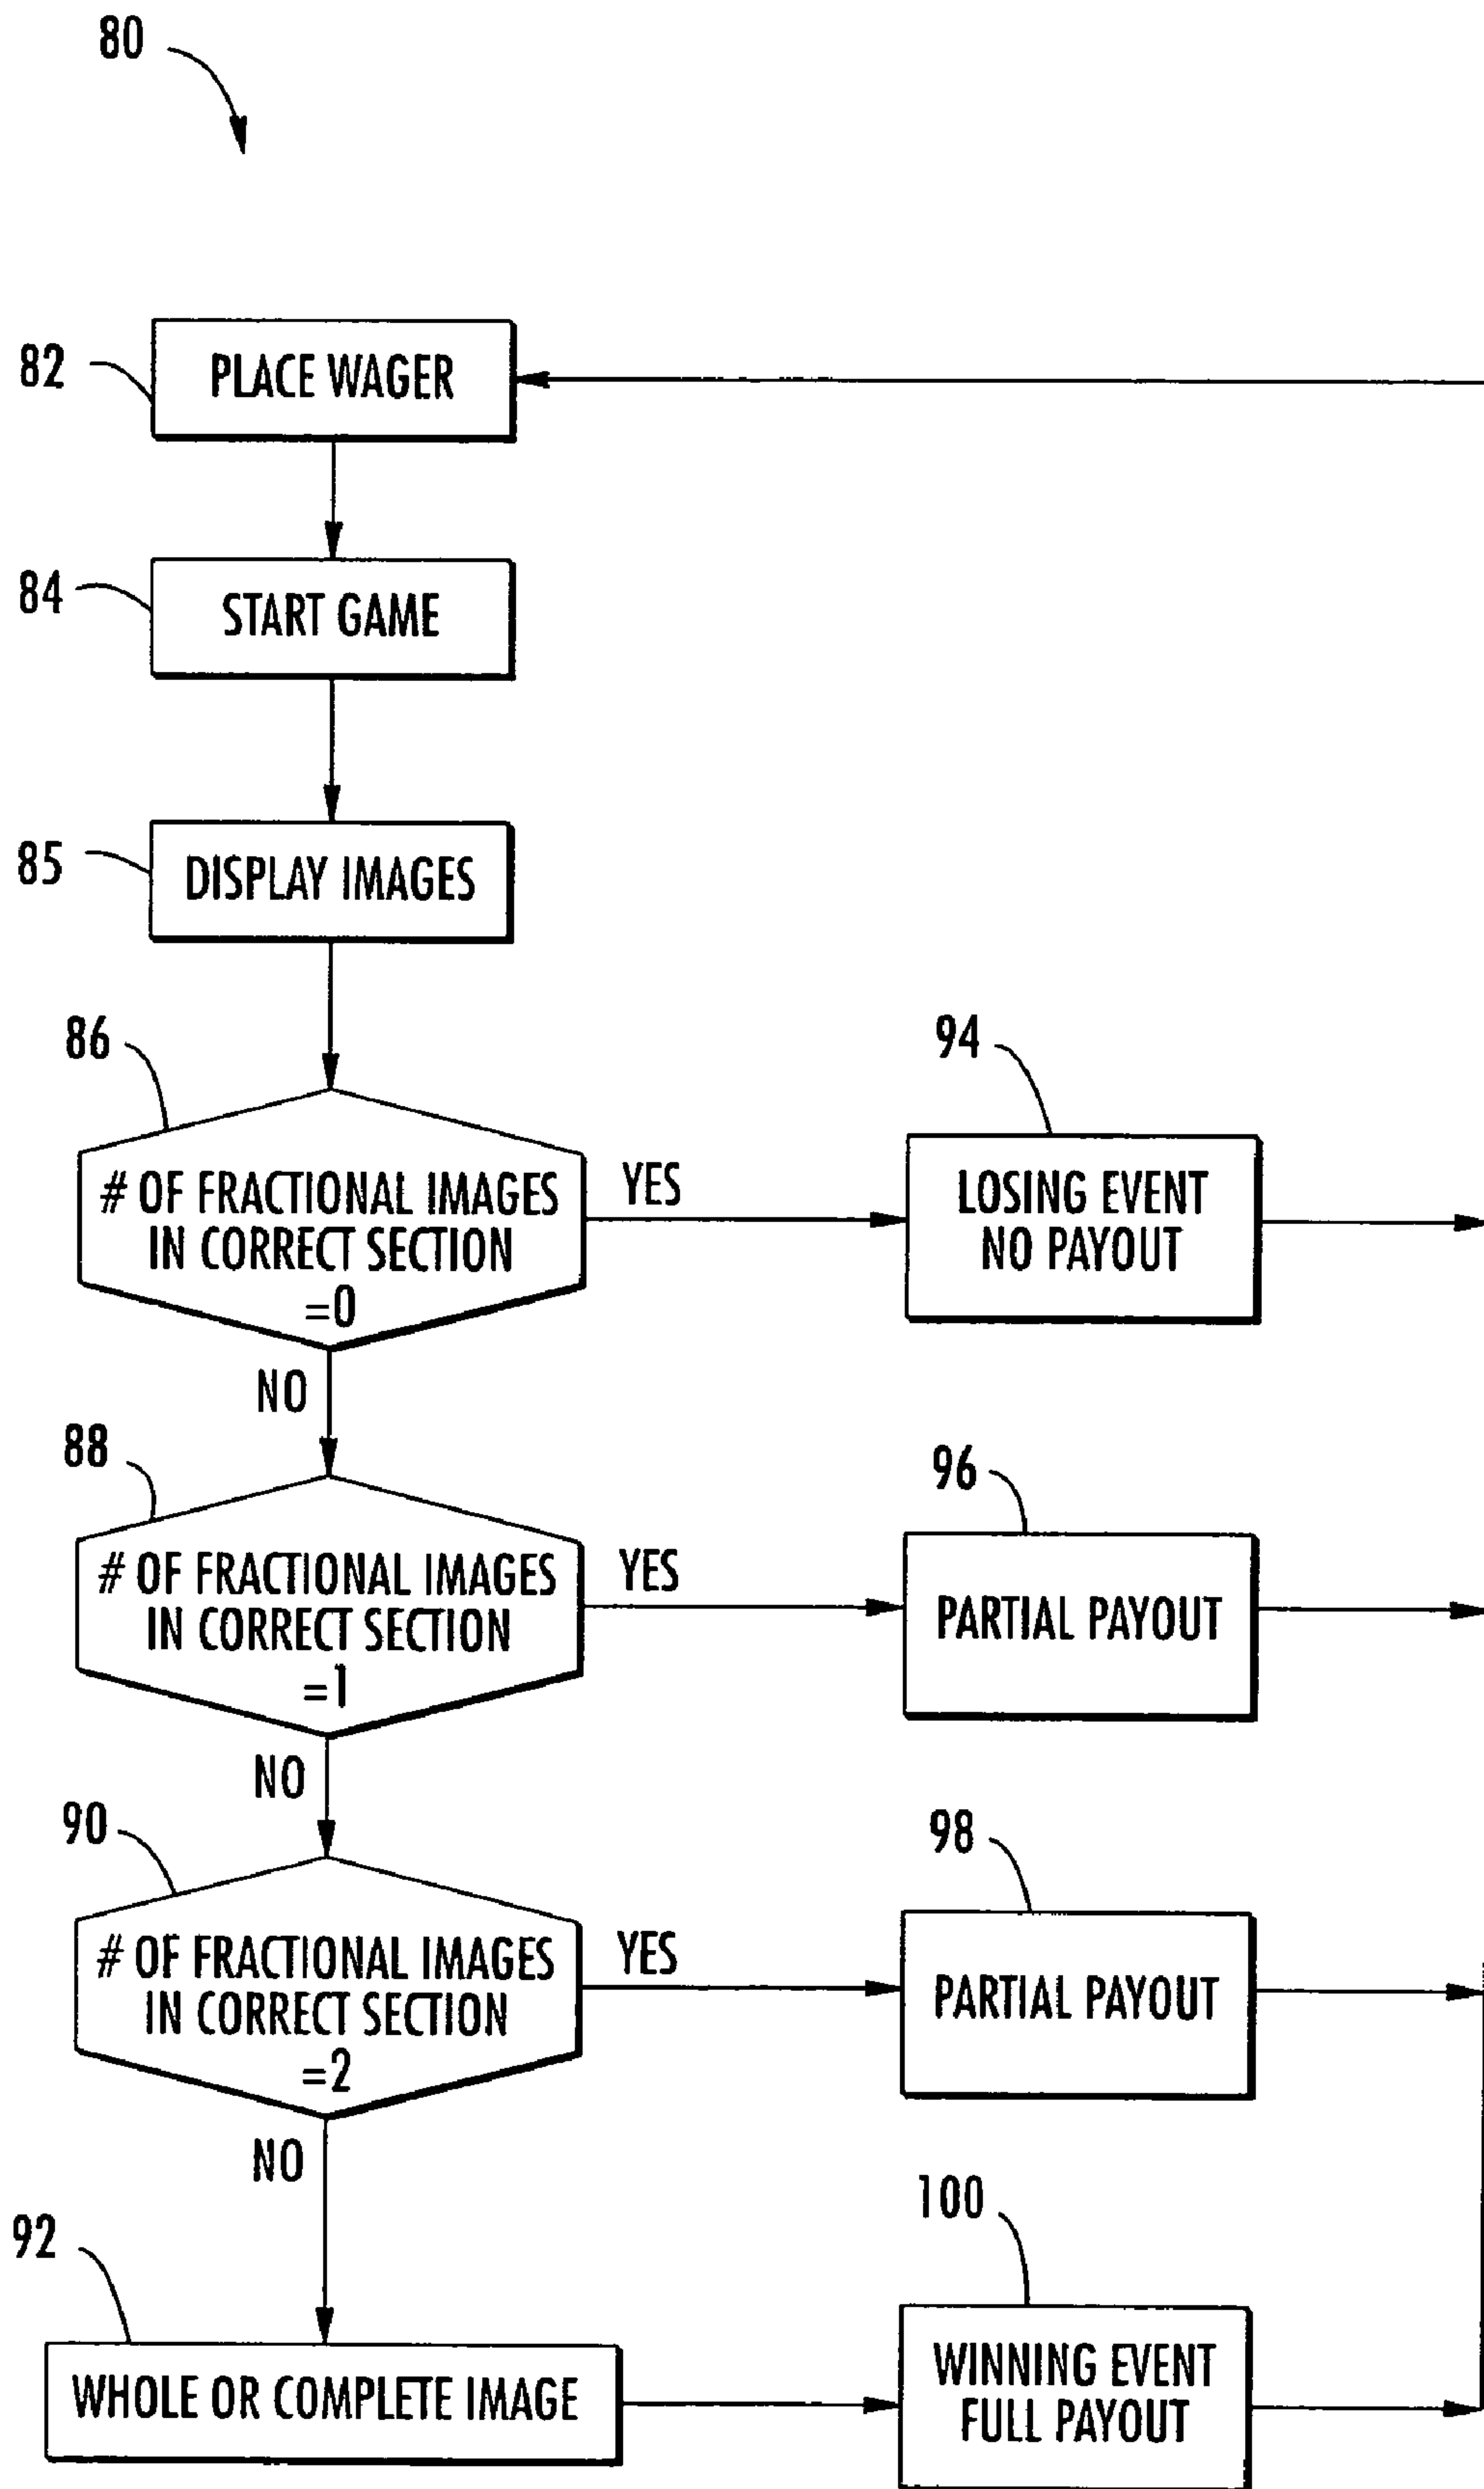 80
82
PLACE WAGER
84
START GAME
85
DISPLAY IMAGES
86
# OF FRACTIONAL IMAGES
IN CORRECT SECTION
=0
YES
94
LOSING EVENT
NO PAYOUT
NO
88
# OF FRACTIONAL IMAGES
IN CORRECT SECTION
=1
YES
96
PARTIAL PAYOUT
NO
90
# OF FRACTIONAL IMAGES
IN CORRECT SECTION
=2
YES
98
PARTIAL PAYOUT
NO
92
WHOLE OR COMPLETE IMAGE
100
WINNING EVENT
FULL PAYOUT